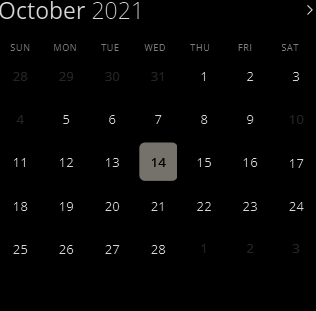 October 2021
SUN MON TUE WED THU FRI SAT
28 29 30 31 1 2 3
4 5 6 7 8 9 10
11 12 13 14 15 16 17
18 19 20 21 22 23 24
25 26 27 28 1 2 3